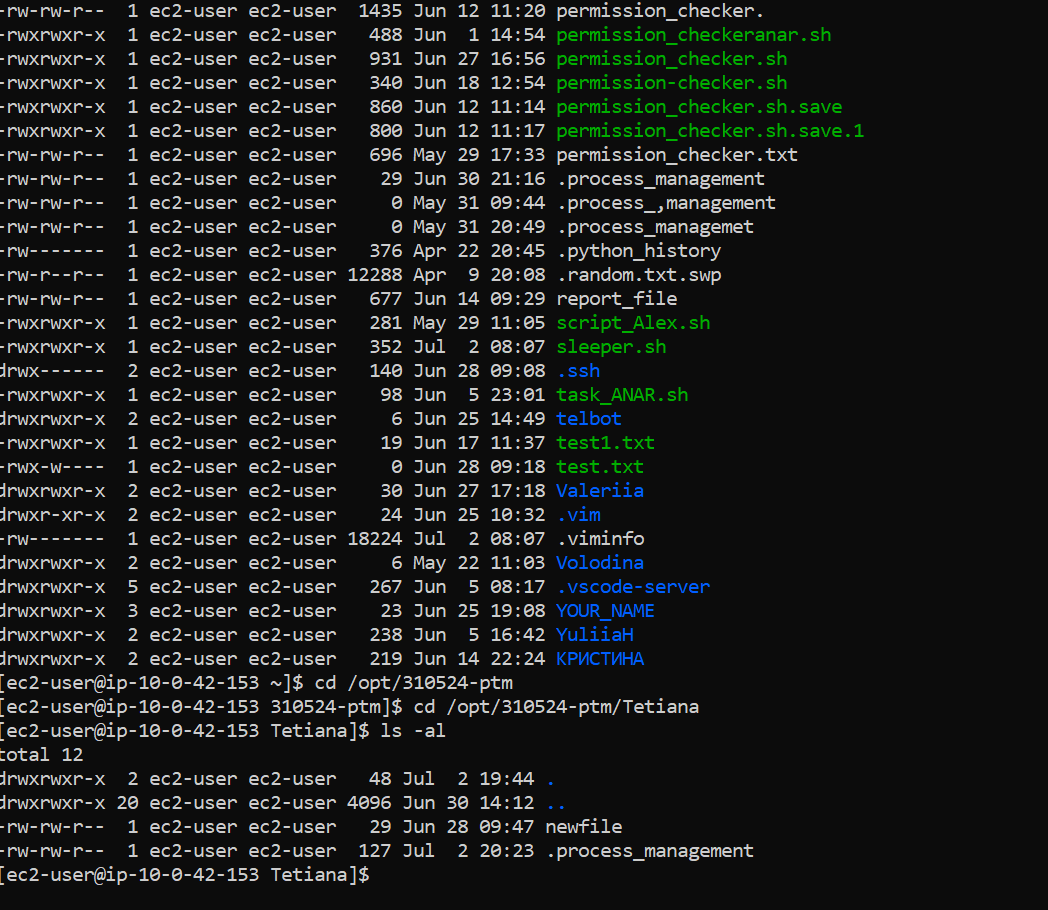 -rw-rw-r--  1 ec2-user ec2-user  1435 Jun 12 11:20 permission_checker.
-rwxrwxr-x  1 ec2-user ec2-user   488 Jun  1 14:54 permission_checkeranar.sh
-rwxrwxr-x  1 ec2-user ec2-user   931 Jun 27 16:56 permission_checker.sh
-rwxrwxr-x  1 ec2-user ec2-user   340 Jun 18 12:54 permission-checker.sh
-rwxrwxr-x  1 ec2-user ec2-user   860 Jun 12 11:14 permission_checker.sh.save
-rwxrwxr-x  1 ec2-user ec2-user   800 Jun 12 11:17 permission_checker.sh.save.1
-rw-rw-r--  1 ec2-user ec2-user   696 May 29 17:33 permission_checker.txt
-rw-rw-r--  1 ec2-user ec2-user    29 Jun 30 21:16 .process_management
-rw-rw-r--  1 ec2-user ec2-user     0 May 31 09:44 .process_,management
-rw-rw-r--  1 ec2-user ec2-user     0 May 31 20:49 .process_managemet
-rw-------  1 ec2-user ec2-user   376 Apr 22 20:45 .python_history
-rw-r--r--  1 ec2-user ec2-user 12288 Apr  9 20:08 .random.txt.swp
-rw-rw-r--  1 ec2-user ec2-user   677 Jun 14 09:29 report_file
-rwxrwxr-x  1 ec2-user ec2-user   281 May 29 11:05 script_Alex.sh
-rwxrwxr-x  1 ec2-user ec2-user   352 Jul  2 08:07 sleeper.sh
drwx------  2 ec2-user ec2-user   140 Jun 28 09:08 .ssh
-rwxrwxr-x  1 ec2-user ec2-user    98 Jun  5 23:01 task_ANAR.sh
drwxrwxr-x  2 ec2-user ec2-user     6 Jun 25 14:49 telbot
-rwxrwxr-x  1 ec2-user ec2-user    19 Jun 17 11:37 test1.txt
-rwx-w----  1 ec2-user ec2-user     0 Jun 28 09:18 test.txt
drwxrwxr-x  2 ec2-user ec2-user    30 Jun 27 17:18 Valeriia
drwxr-xr-x  2 ec2-user ec2-user    24 Jun 25 10:32 .vim
-rw-------  1 ec2-user ec2-user 18224 Jul  2 08:07 .viminfo
drwxrwxr-x  2 ec2-user ec2-user     6 May 22 11:03 Volodina
drwxrwxr-x  5 ec2-user ec2-user   267 Jun  5 08:17 .vscode-server
drwxrwxr-x  3 ec2-user ec2-user    23 Jun 25 19:08 YOUR_NAME
drwxrwxr-x  2 ec2-user ec2-user   238 Jun  5 16:42 YuliiaH
drwxrwxr-x  2 ec2-user ec2-user   219 Jun 14 22:24 КРИСТИНА
[ec2-user@ip-10-0-42-153 ~]$ cd /opt/310524-ptm
[ec2-user@ip-10-0-42-153 310524-ptm]$ cd /opt/310524-ptm/Tetiana
[ec2-user@ip-10-0-42-153 Tetiana]$ ls -al
total 12
drwxrwxr-x  2 ec2-user ec2-user   48 Jul  2 19:44 .
drwxrwxr-x 20 ec2-user ec2-user 4096 Jun 30 14:12 ..
-rw-rw-r--  1 ec2-user ec2-user   29 Jun 28 09:47 newfile
-rw-rw-r--  1 ec2-user ec2-user  127 Jul  2 20:23 .process_management
[ec2-user@ip-10-0-42-153 Tetiana]$